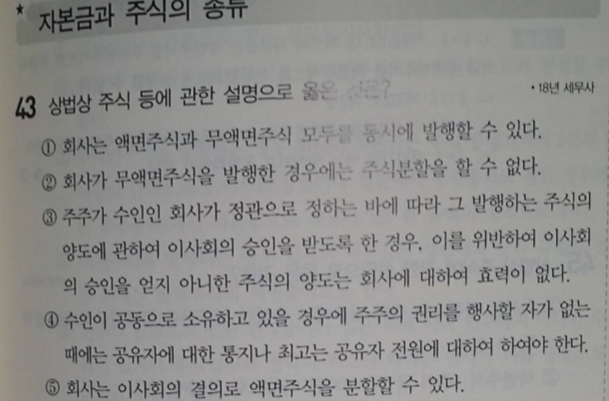 * 자본금과 주식의 종류
43 상법상 주식 등에 관한 설명으로 옳은 것은? • 18년 세무사
① 회사는 액면주식과 무액면주식 모두를 동시에 발행할 수 있다.
② 회사가 무액면주식을 발행한 경우에는 주식분할을 할 수 없다.
③ 주주가 수인인 회사가 정관으로 정하는 바에 따라 그 발행하는 주식의
양도에 관하여 이사회의 승인을 받도록 한 경우, 이를 위반하여 이사회
의 승인을 얻지 아니한 주식의 양도는 회사에 대하여 효력이 없다.
④ 수인이 공동으로 소유하고 있을 경우에 주주의 권리를 행사할 자가 없는
때에는 공유자에 대한 통지나 최고는 공유자 전원에 대하여 하여야 한다.
⑤ 회사는 이사회의 결의로 액면주식을 분할할 수 있다.